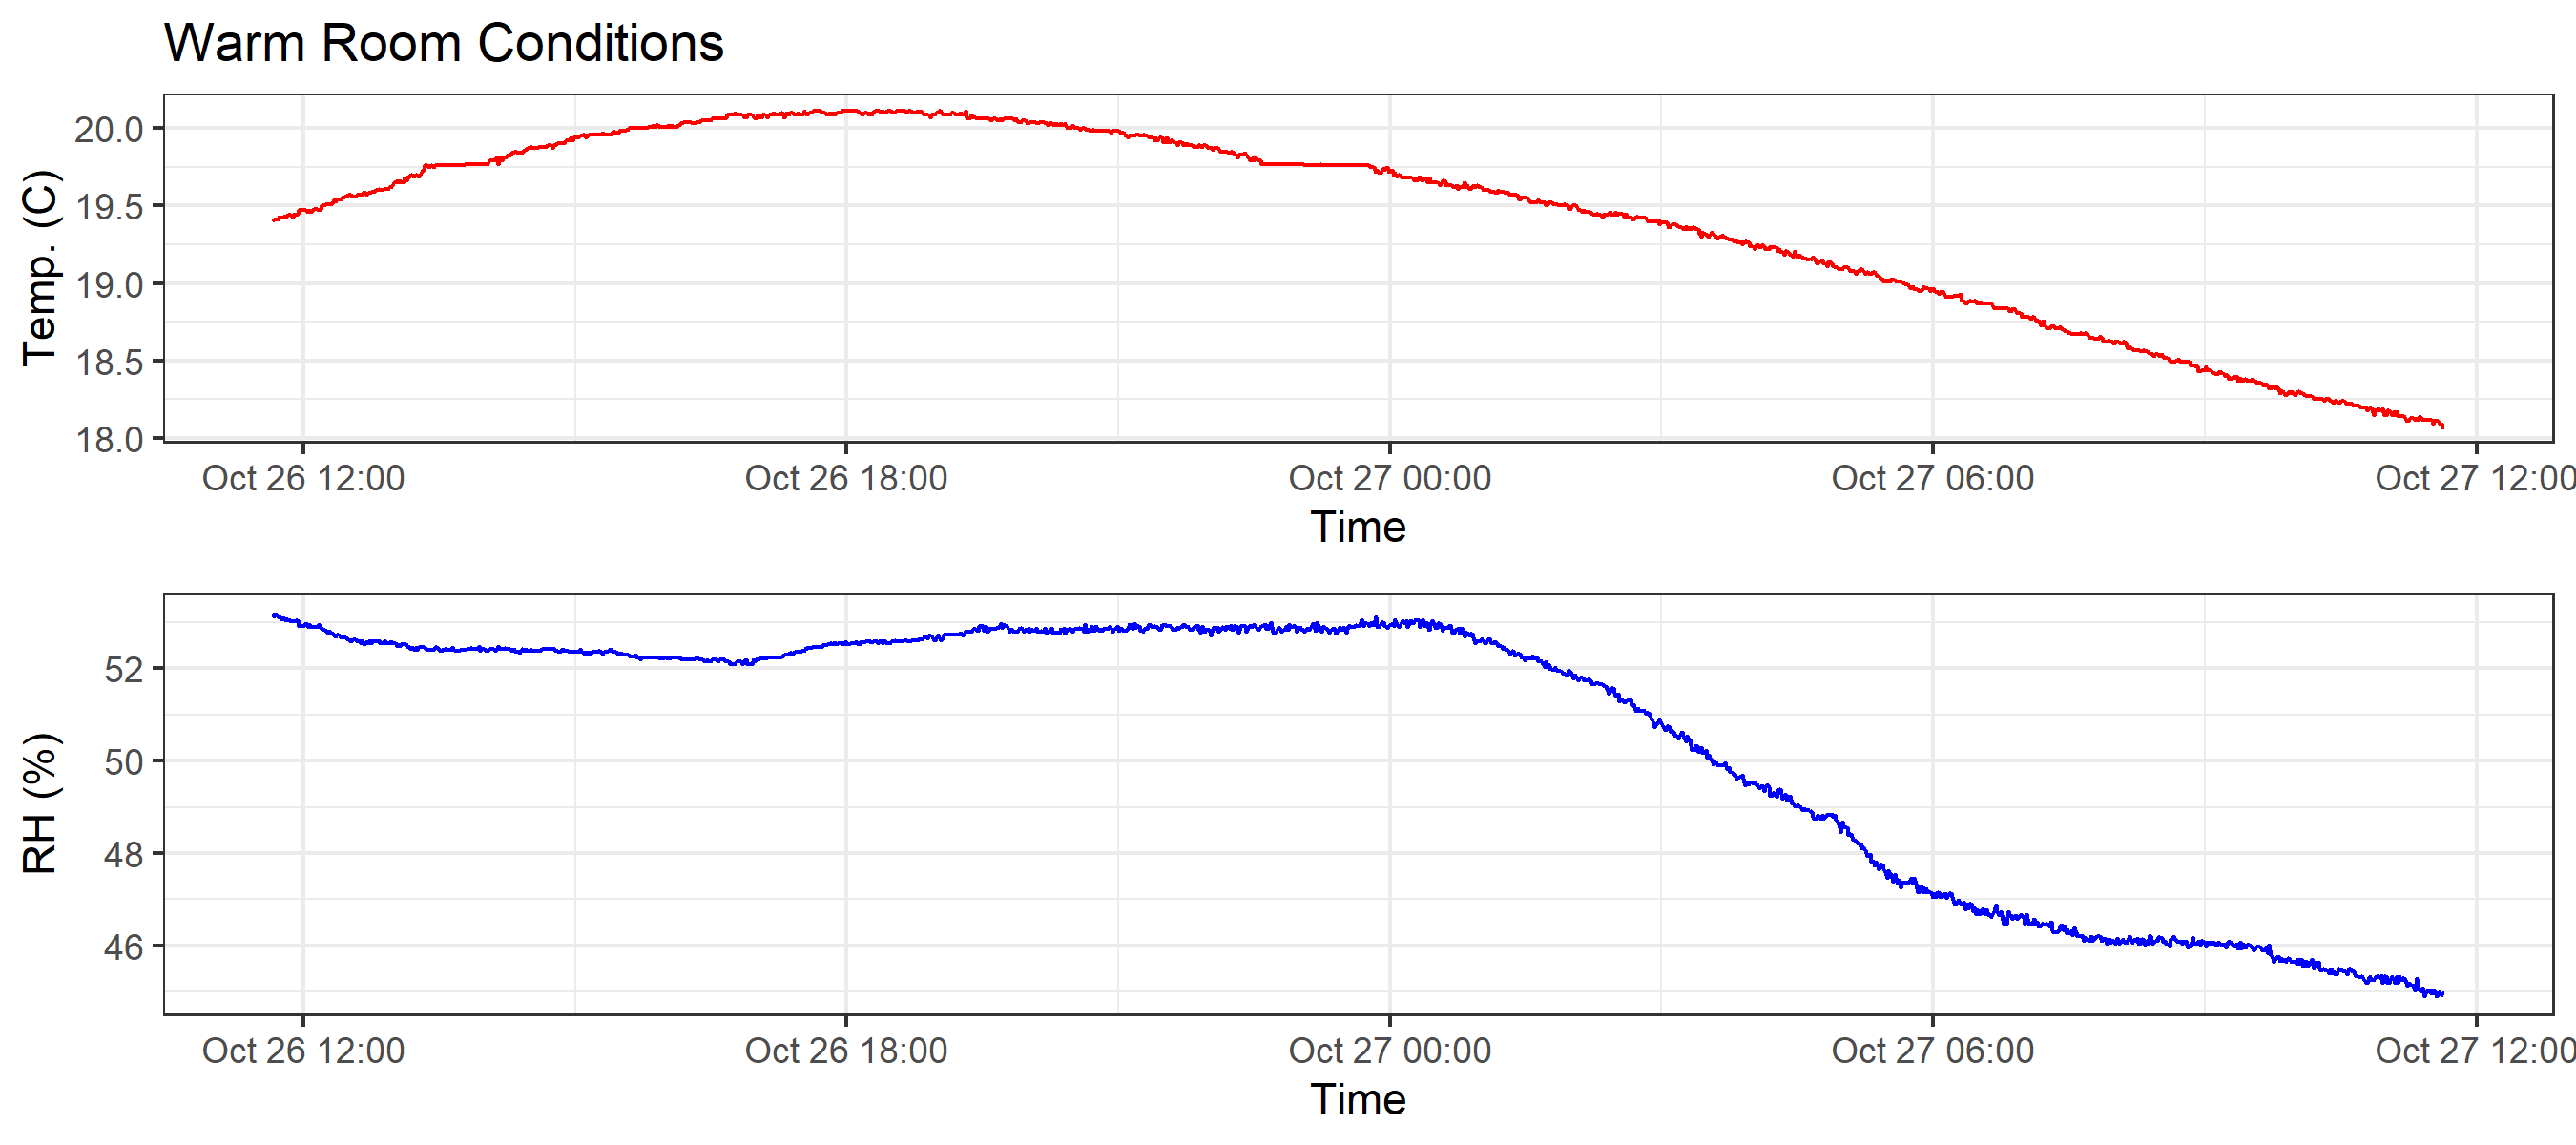 Warm Room Conditions
Temp. (C)
20.0
19.5
19.0
18.5
18.0
Oct 26 12:00 Oct 26 18:00 Oct 27 00:00 Oct 27 06:00 Oct 27 12:00
Time
RH (%)
52
50
48
46
Oct 26 12:00 Oct 26 18:00 Oct 27 00:00 Oct 27 06:00 Oct 27 12:00
Time